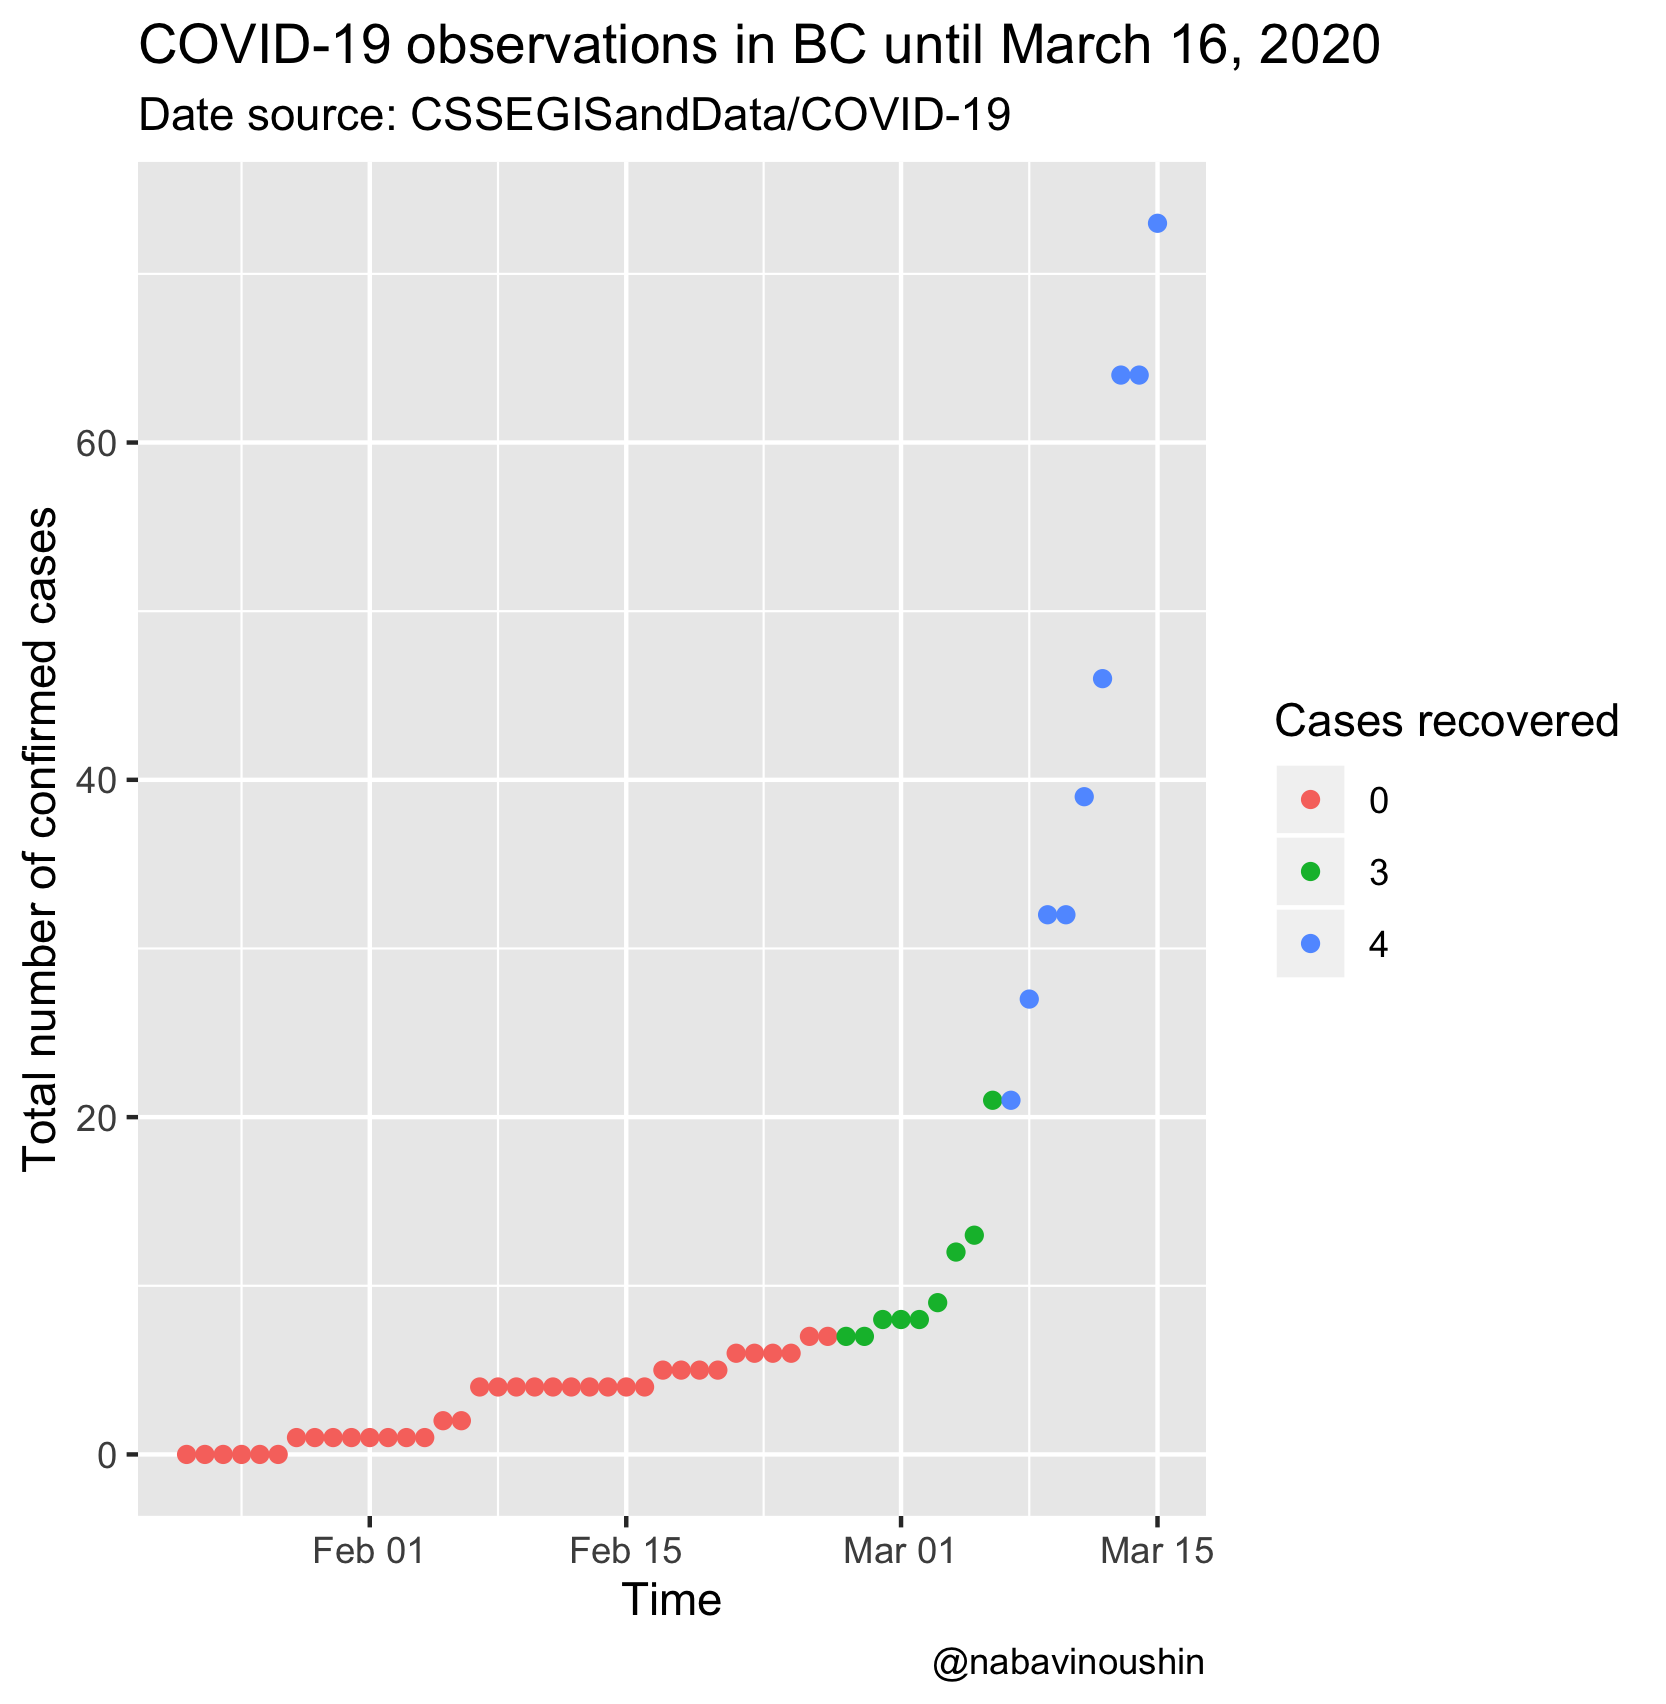 COVID-19 observations in BC until March 16, 2020
Date source: CSSEGISandData/COVID-19
Total number of confirmed cases
60
40
20
0
Feb 01
Feb 15
Mar 01
Mar 15
Time
Cases recovered
0
3
4
@nabavinoushin